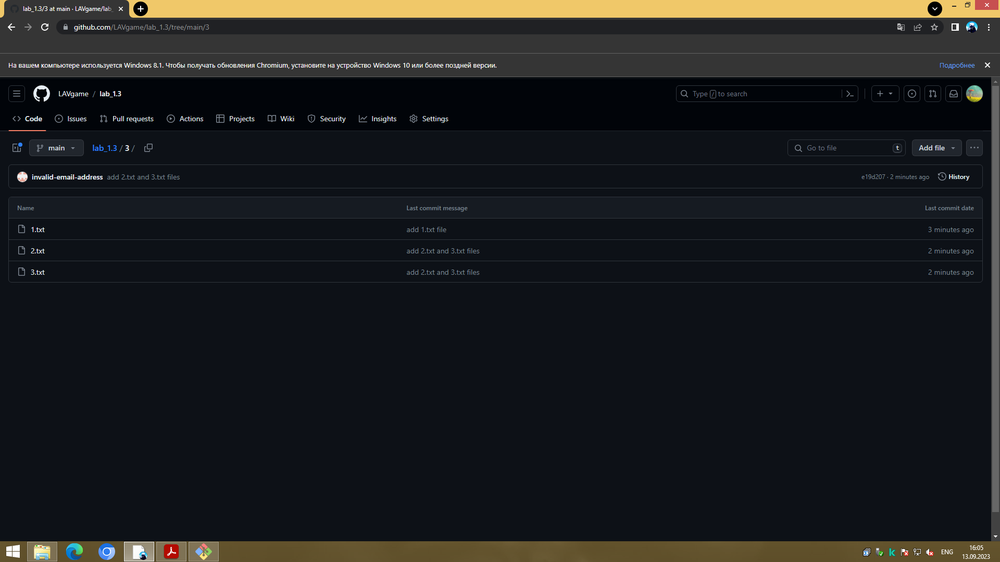 lab_1.3/3 at main · LAVgame/lab_
github.com/LAVgame/lab_1.3/tree/main/3
На вашем компьютере используется Windows 8.1. Чтобы получать обновления Chromium, установите на устройство Windows 10 или более поздней версии.
Подробнее
LAVgame / lab_1.3
Type / to search
Code Issues Pull requests Actions Projects Wiki Security Insights Settings
main lab_1.3 / 3 /
Go to file t Add file
invalid-email-address add 2.txt and 3.txt files
e19d207 · 2 minutes ago History
Name Last commit message Last commit date
1.txt add 1.txt file 3 minutes ago
2.txt add 2.txt and 3.txt files 2 minutes ago
3.txt add 2.txt and 3.txt files 2 minutes ago
ENG
16:05
13.09.2023